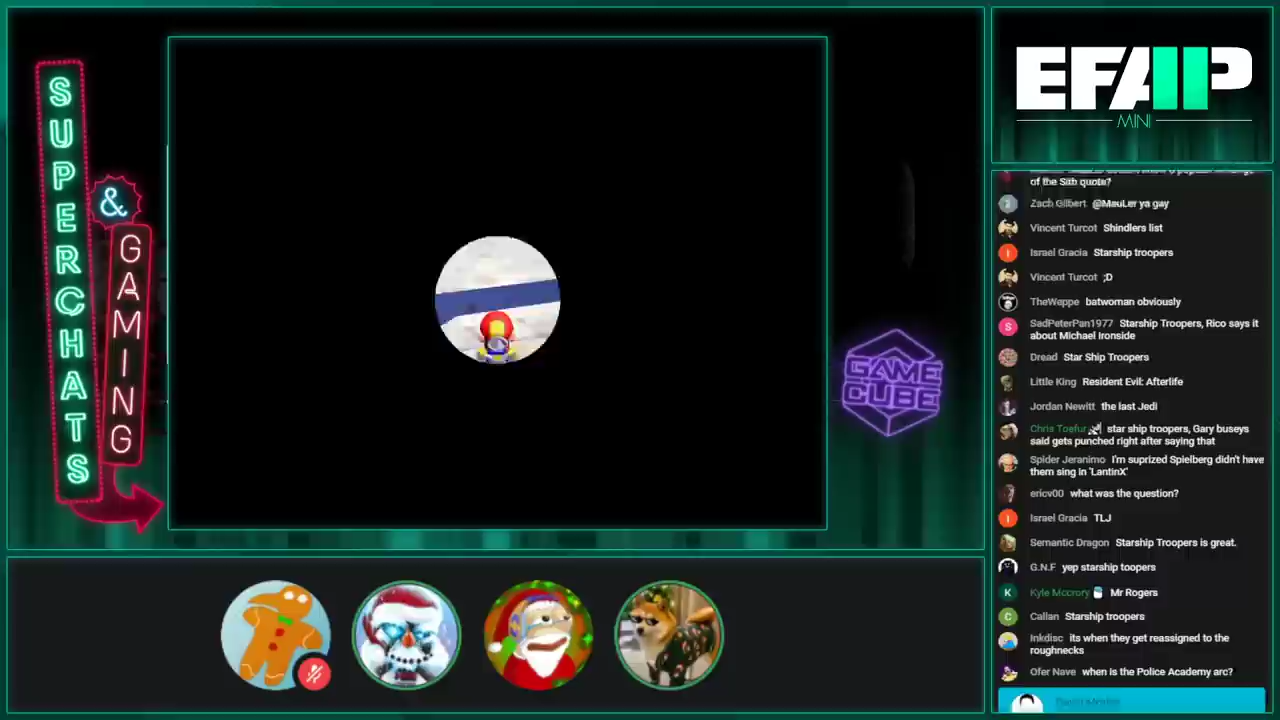 SUPERCHATS
&
GAMING
GAME
CUBE
EFAP
MINI
of the Sith quote?
Zach Gilbert @MauLer ya gay
Vincent Turcot Shindlers list
Israel Gracia Starship troopers
Vincent Turcot ;D
TheWeppe batwoman obviously
SadPeterPan1977 Starship Troopers, Rico says it
about Michael Ironside
Dread Star Ship Troopers
Little King Resident Evil: Afterlife
Jordan Newitt the last Jedi
Chris Toefur star ship troopers, Gary buseys
said gets punched right after saying that
Spider Jeranimo I'm suprized Spielberg didn't have
them sing in 'LantinX'
ericv00 what was the question?
Israel Gracia TLJ
Semantic Dragon Starship Troopers is great.
G.N.F yep starship toopers
Kyle Mccrory Mr Rogers
Callan Starship troopers
Inkdisc its when they get reassigned to the
roughnecks
Ofer Nave when is the Police Academy arc?